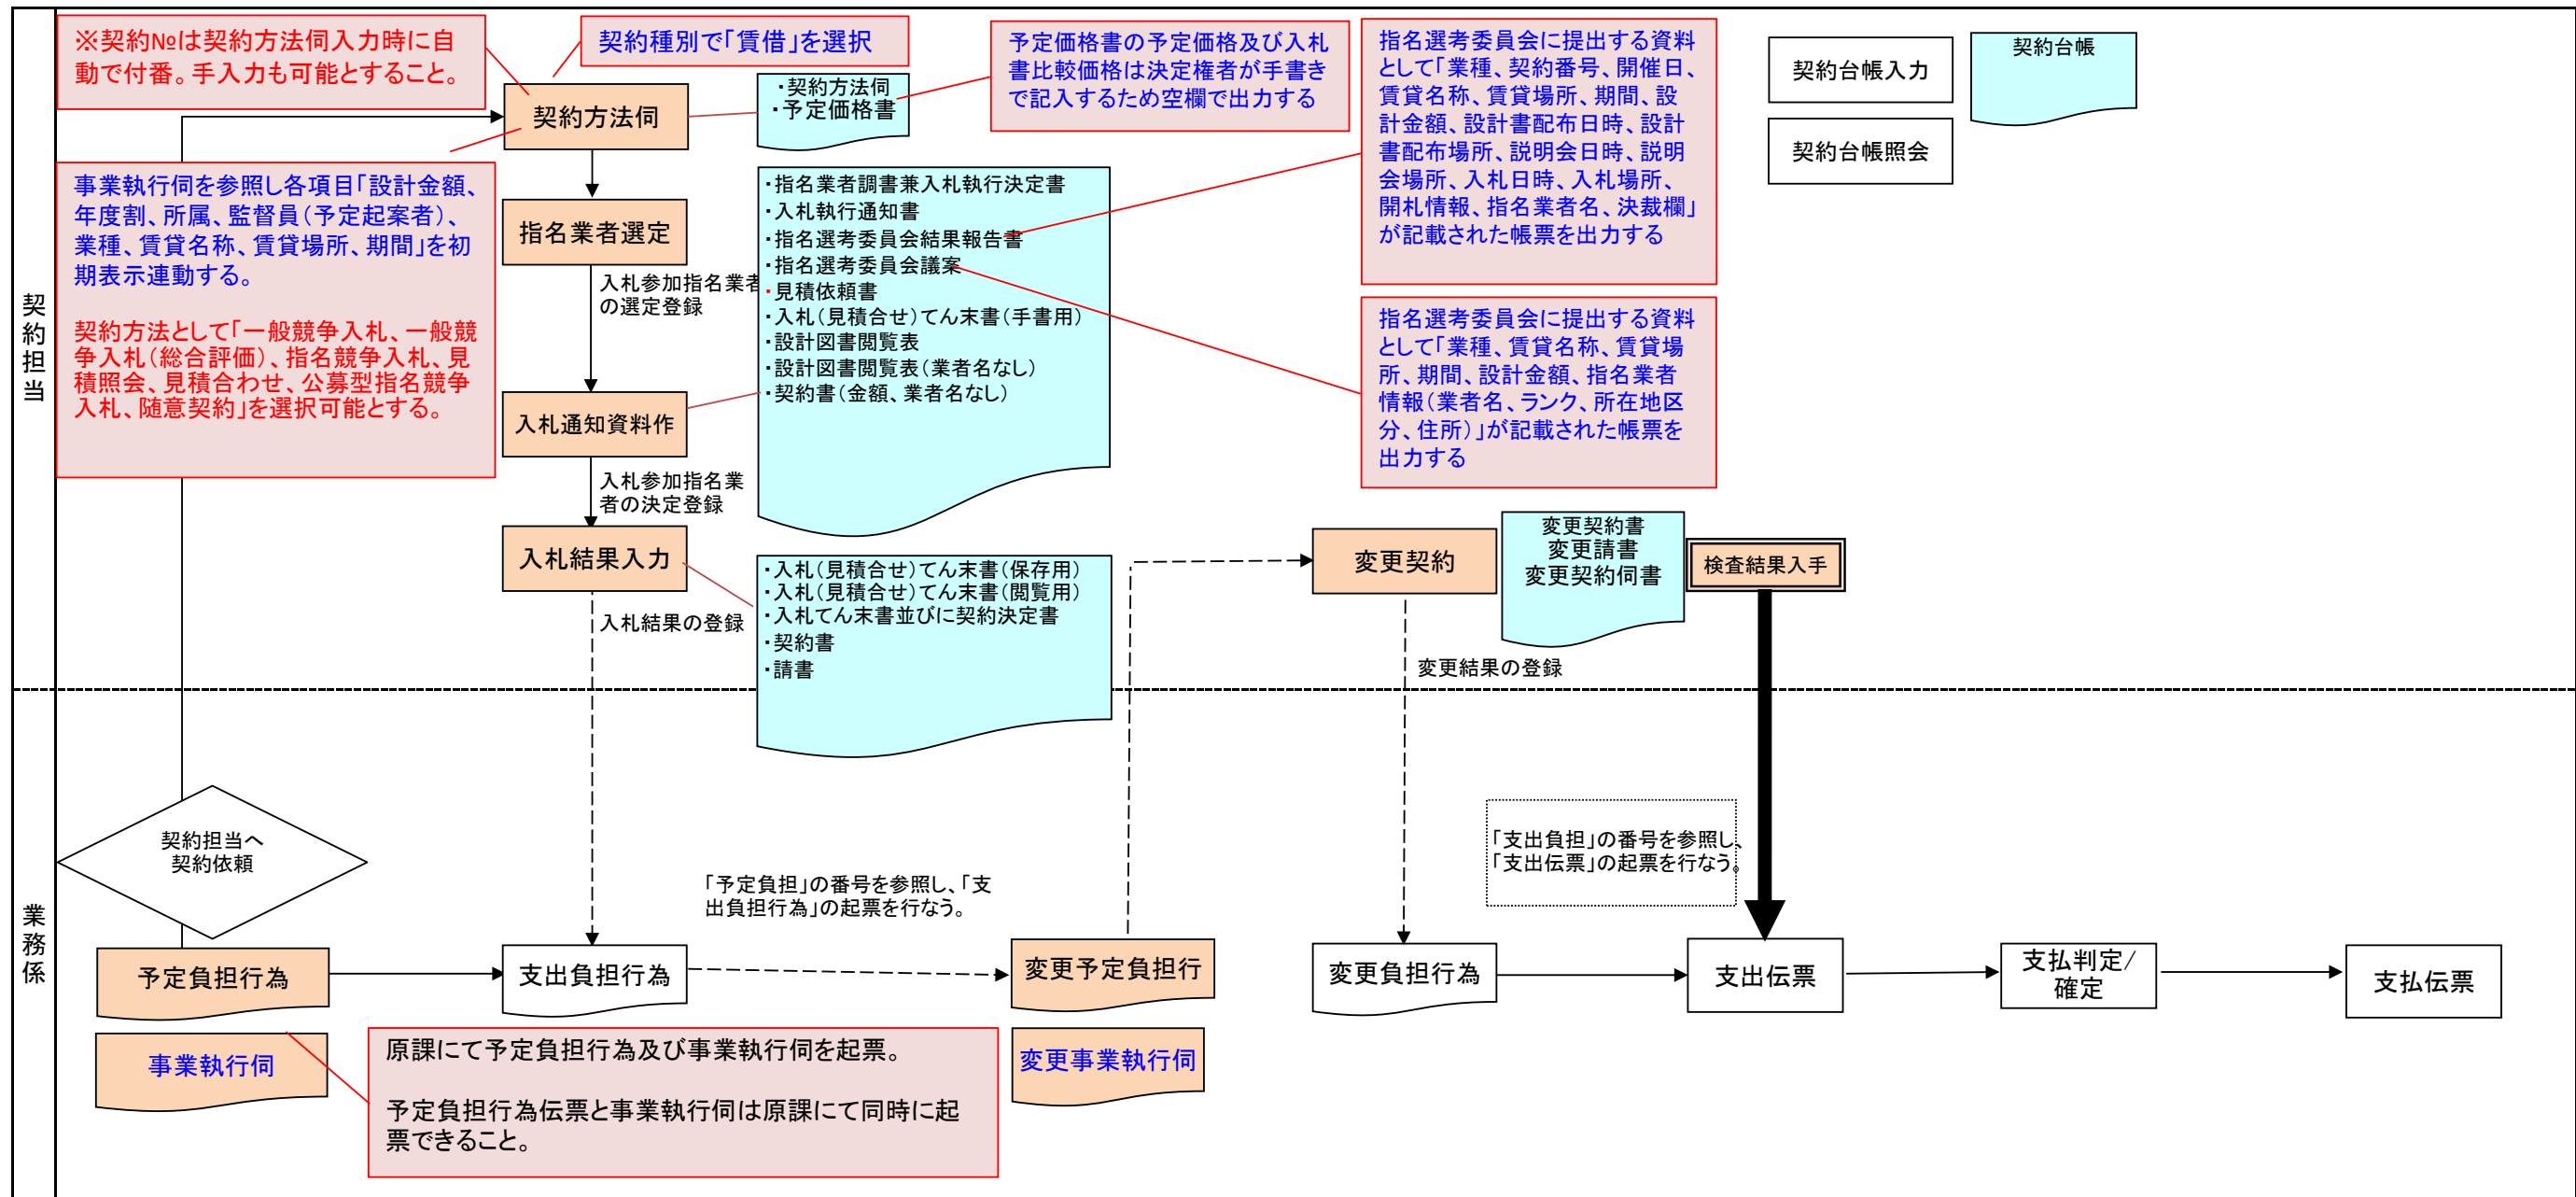 ※契約№は契約方法伺入力時に自
動で付番。手入力も可能とすること。
契約種別で「賃借」を選択
予定価格書の予定価格及び入札
書比較価格は決定権者が手書き
で記入するため空欄で出力する
指名選考委員会に提出する資料
として「業種、契約番号、開催日、
賃貸名称、賃貸場所、期間、設
計金額、設計書配布日時、設計
書配布場所、説明会日時、説明
会場所、入札日時、入札場所、
開札情報、指名業者名、決裁欄」
が記載された帳票を出力する
契約台帳入力
契約台帳
契約台帳照会
契約方法伺
・契約方法伺
・予定価格書
事業執行伺を参照し各項目「設計金額、
年度割、所属、監督員(予定起案者)、
業種、賃貸名称、賃貸場所、期間」を初
期表示連動する。
契約方法として「一般競争入札、一般競
争入札(総合評価)、指名競争入札、見
積照会、見積合わせ、公募型指名競争
入札、随意契約」を選択可能とする。
指名業者選定
入札参加指名業者
の選定登録
・指名業者調書兼入札執行決定書
・入札執行通知書
・指名選考委員会結果報告書
・指名選考委員会議案
・見積依頼書
・入札(見積合せ)てん末書(手書用)
・設計図書閲覧表
・設計図書閲覧表(業者名なし)
・契約書(金額、業者名なし)
指名選考委員会に提出する資料
として「業種、賃貸名称、賃貸場
所、期間、設計金額、指名業者
情報(業者名、ランク、所在地区
分、住所)」が記載された帳票を
出力する
契約担当
入札通知資料作
入札参加指名業
者の決定登録
入札結果入力
入札結果の登録
・入札(見積合せ)てん末書(保存用)
・入札(見積合せ)てん末書(閲覧用)
・入札てん末書並びに契約決定書
・契約書
・請書
変更契約
変更契約書
変更請書
変更契約伺書
検査結果入手
変更結果の登録
契約担当へ
契約依頼
「予定負担」の番号を参照し、「支
出負担行為」の起票を行なう。
「支出負担」の番号を参照し、
「支出伝票」の起票を行なう。
業務係
予定負担行為
支出負担行為
変更予定負担行
変更負担行為
支出伝票
支払判定/
確定
支払伝票
事業執行伺
原課にて予定負担行為及び事業執行伺を起票。
予定負担行為伝票と事業執行伺は原課にて同時に起
票できること。
変更事業執行伺